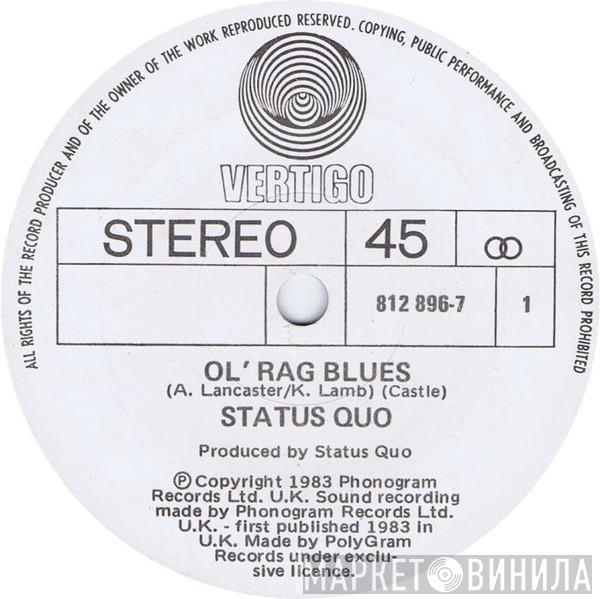 ALL RIGHTS OF THE RECORD PRODUCER AND OF THE OWNER OF THE WORK REPRODUCED RESERVED. COPYING, PUBLIC PERFORMANCE AND BROADCASTING OF THIS RECORD PROHIBITED
VERTIGO
STEREO 45
812 896-7 1
OL' RAG BLUES
(A. Lancaster/K. Lamb) (Castle)
STATUS QUO
Produced by Status Quo
Ⓟ Copyright 1983 Phonogram
Records Ltd. U.K. Sound recording
made by Phonogram Records Ltd.
U.K. - first published 1983 in
U.K. Made by PolyGram
Records under exclu-
sive licence.
МАРКЕТ ВИНИЛА